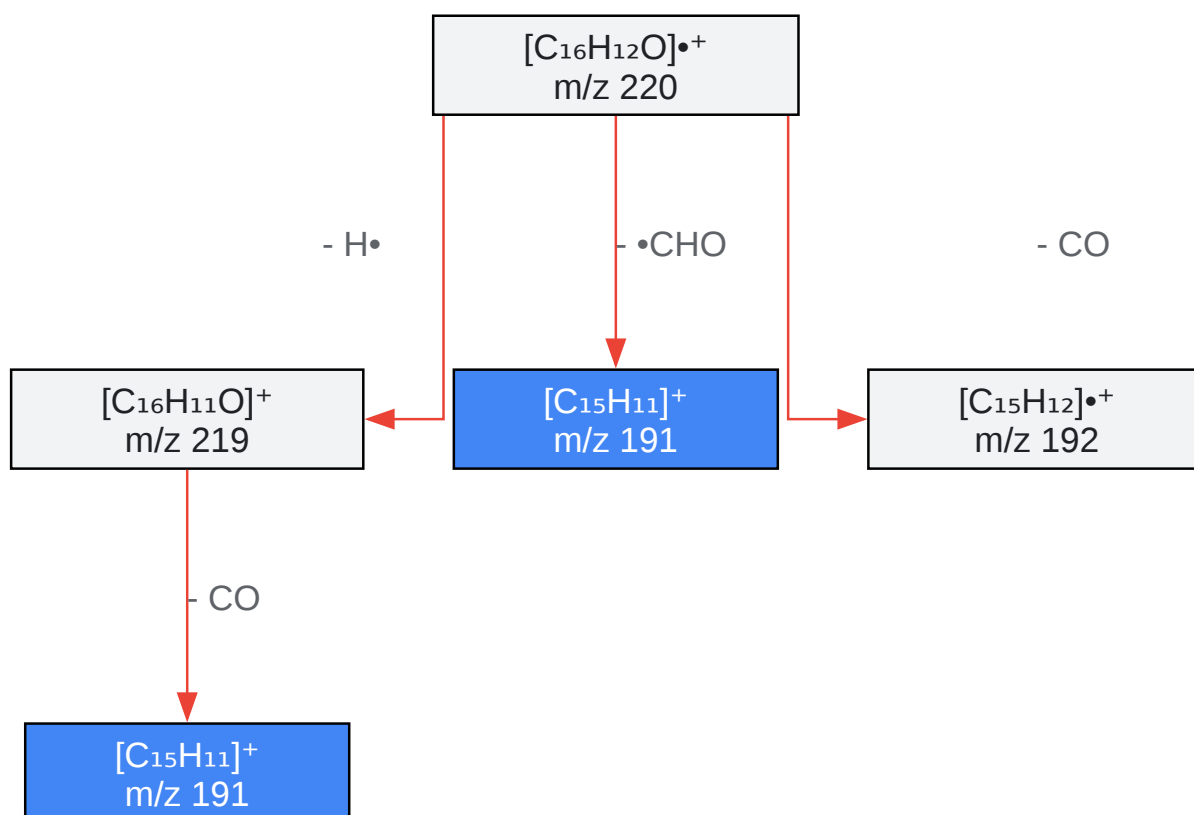 [C₁₆H₁₂O]•⁺
m/z 220
- H•
- •CHO
- CO
[C₁₆H₁₁O]⁺
m/z 219
[C₁₅H₁₁]⁺
m/z 191
[C₁₅H₁₂]•⁺
m/z 192
- CO
[C₁₅H₁₁]⁺
m/z 191